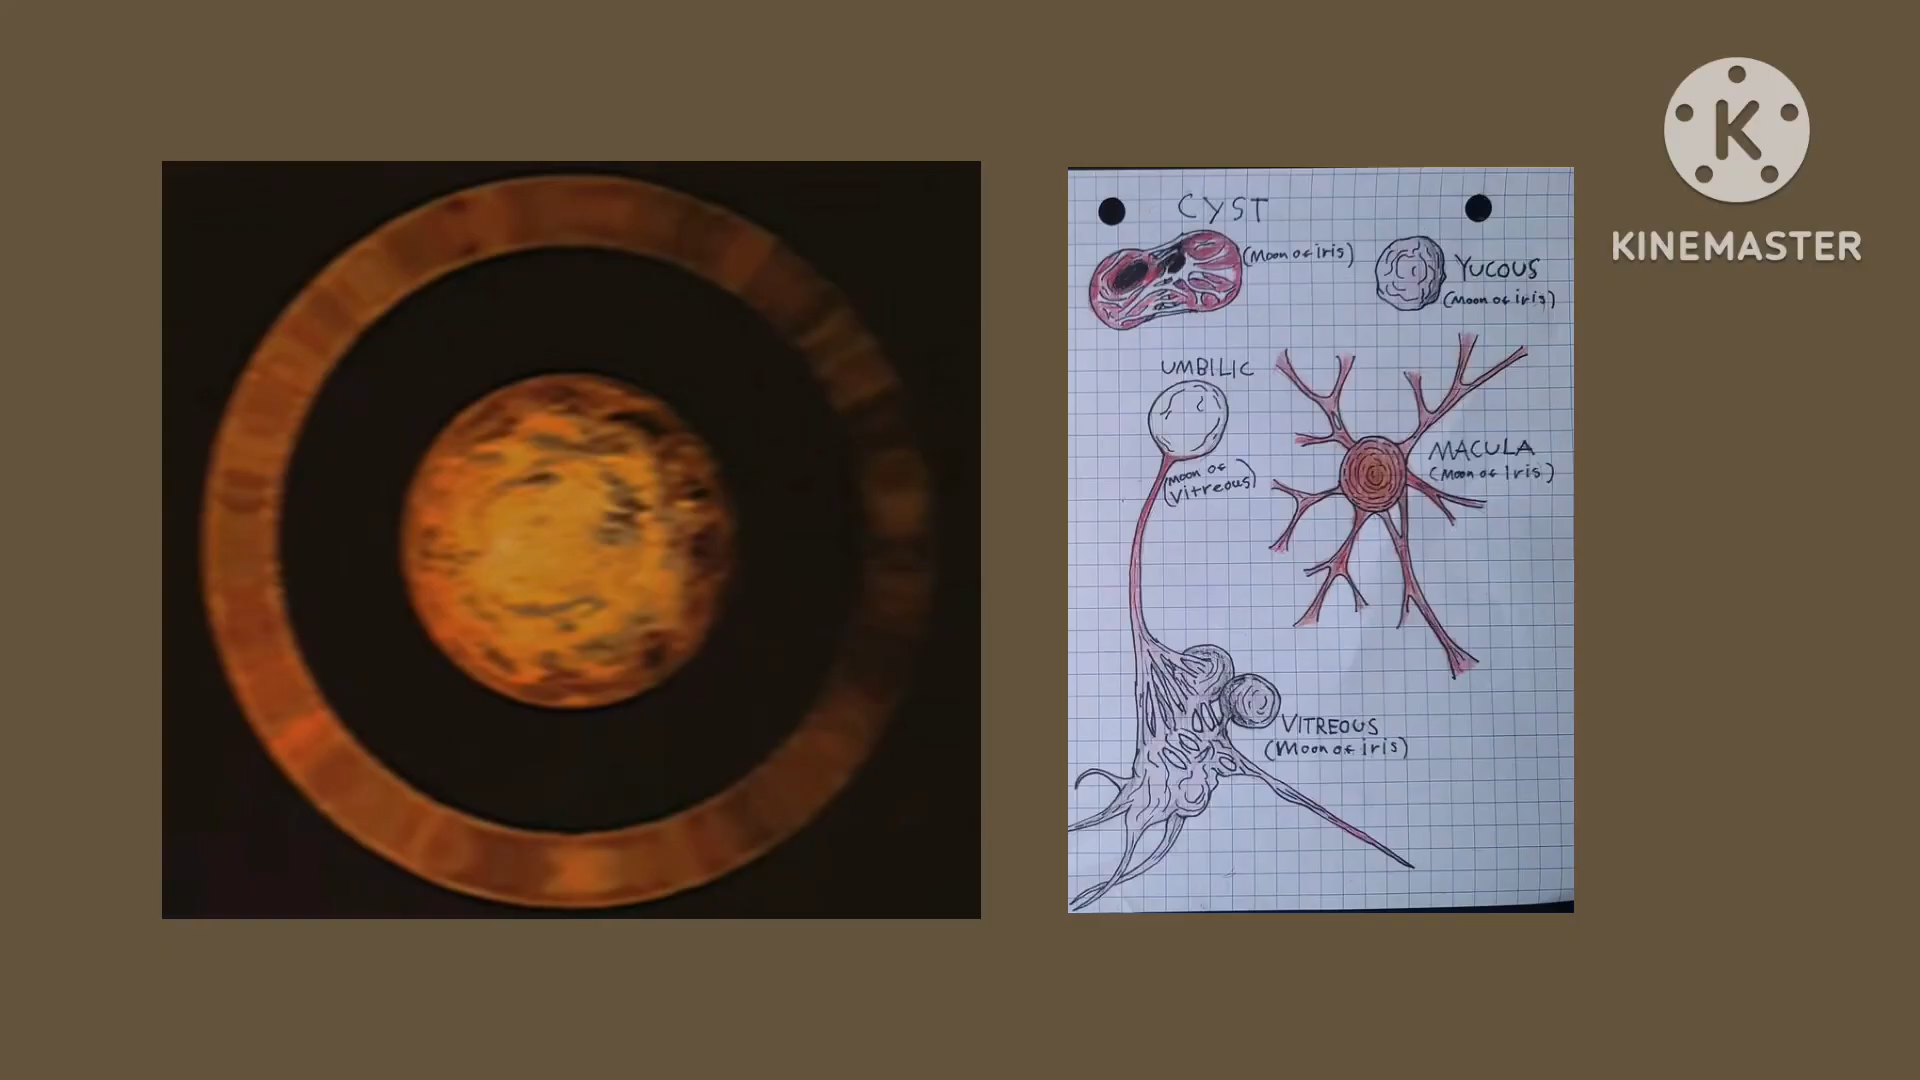 CYST
(Moon of iris)
YUCOUS
(Moon of iris)
UMBILIC
(moon of
vitreous)
MACULA
(Moon of Iris)
VITREOUS
(Moon of iris)
K
KINEMASTER